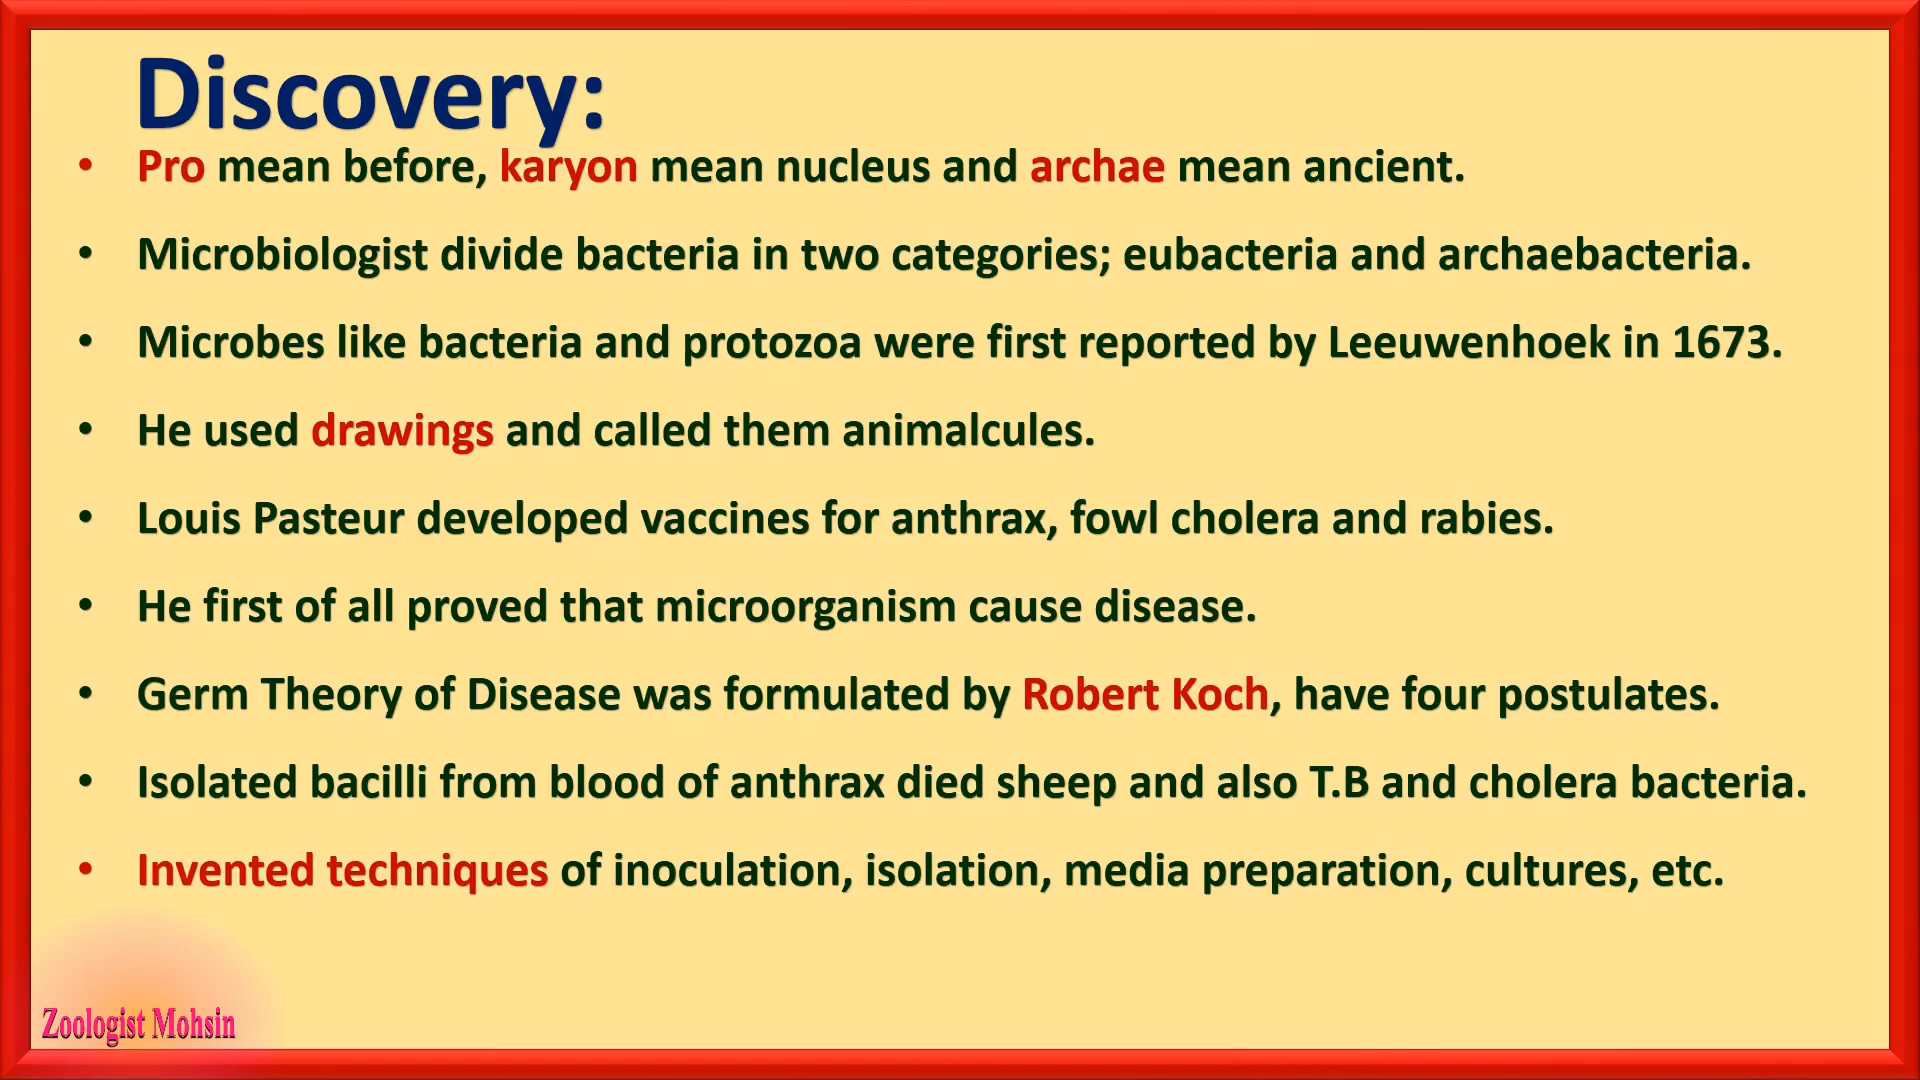 Discovery:
• Pro mean before, karyon mean nucleus and archae mean ancient.
• Microbiologist divide bacteria in two categories; eubacteria and archaebacteria.
• Microbes like bacteria and protozoa were first reported by Leeuwenhoek in 1673.
• He used drawings and called them animalcules.
• Louis Pasteur developed vaccines for anthrax, fowl cholera and rabies.
• He first of all proved that microorganism cause disease.
• Germ Theory of Disease was formulated by Robert Koch, have four postulates.
• Isolated bacilli from blood of anthrax died sheep and also T.B and cholera bacteria.
• Invented techniques of inoculation, isolation, media preparation, cultures, etc.
Zoologist Mohsin